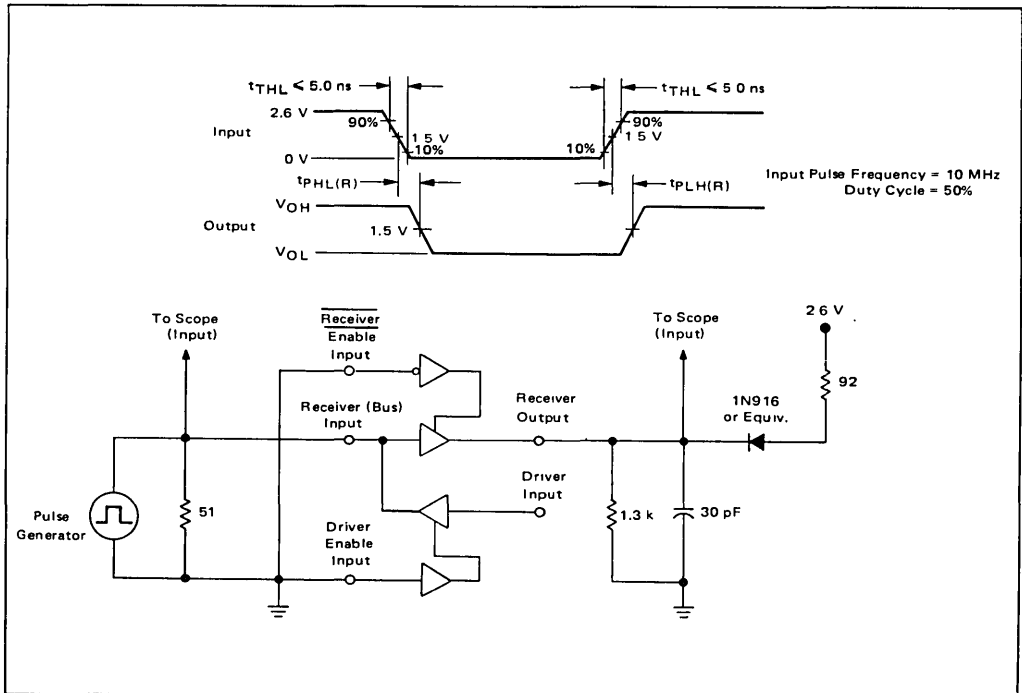 tTHL ≤ 5.0 ns
tTHL ≤ 5 0 ns
2.6 V
90%
1 5 V
10%
Input
0 V
90%
1 5 V
10%
tPHL(R)
tPLH(R)
Input Pulse Frequency = 10 MHz
Duty Cycle = 50%
VOH
Output
1.5 V
VOL
To Scope
(Input)
Receiver
Enable
Input
To Scope
(Input)
2 6 V
92
Receiver (Bus)
Input
Receiver
Output
1N916
or Equiv.
Pulse
Generator
51
Driver
Input
Driver
Enable
Input
1.3 k
30 pF